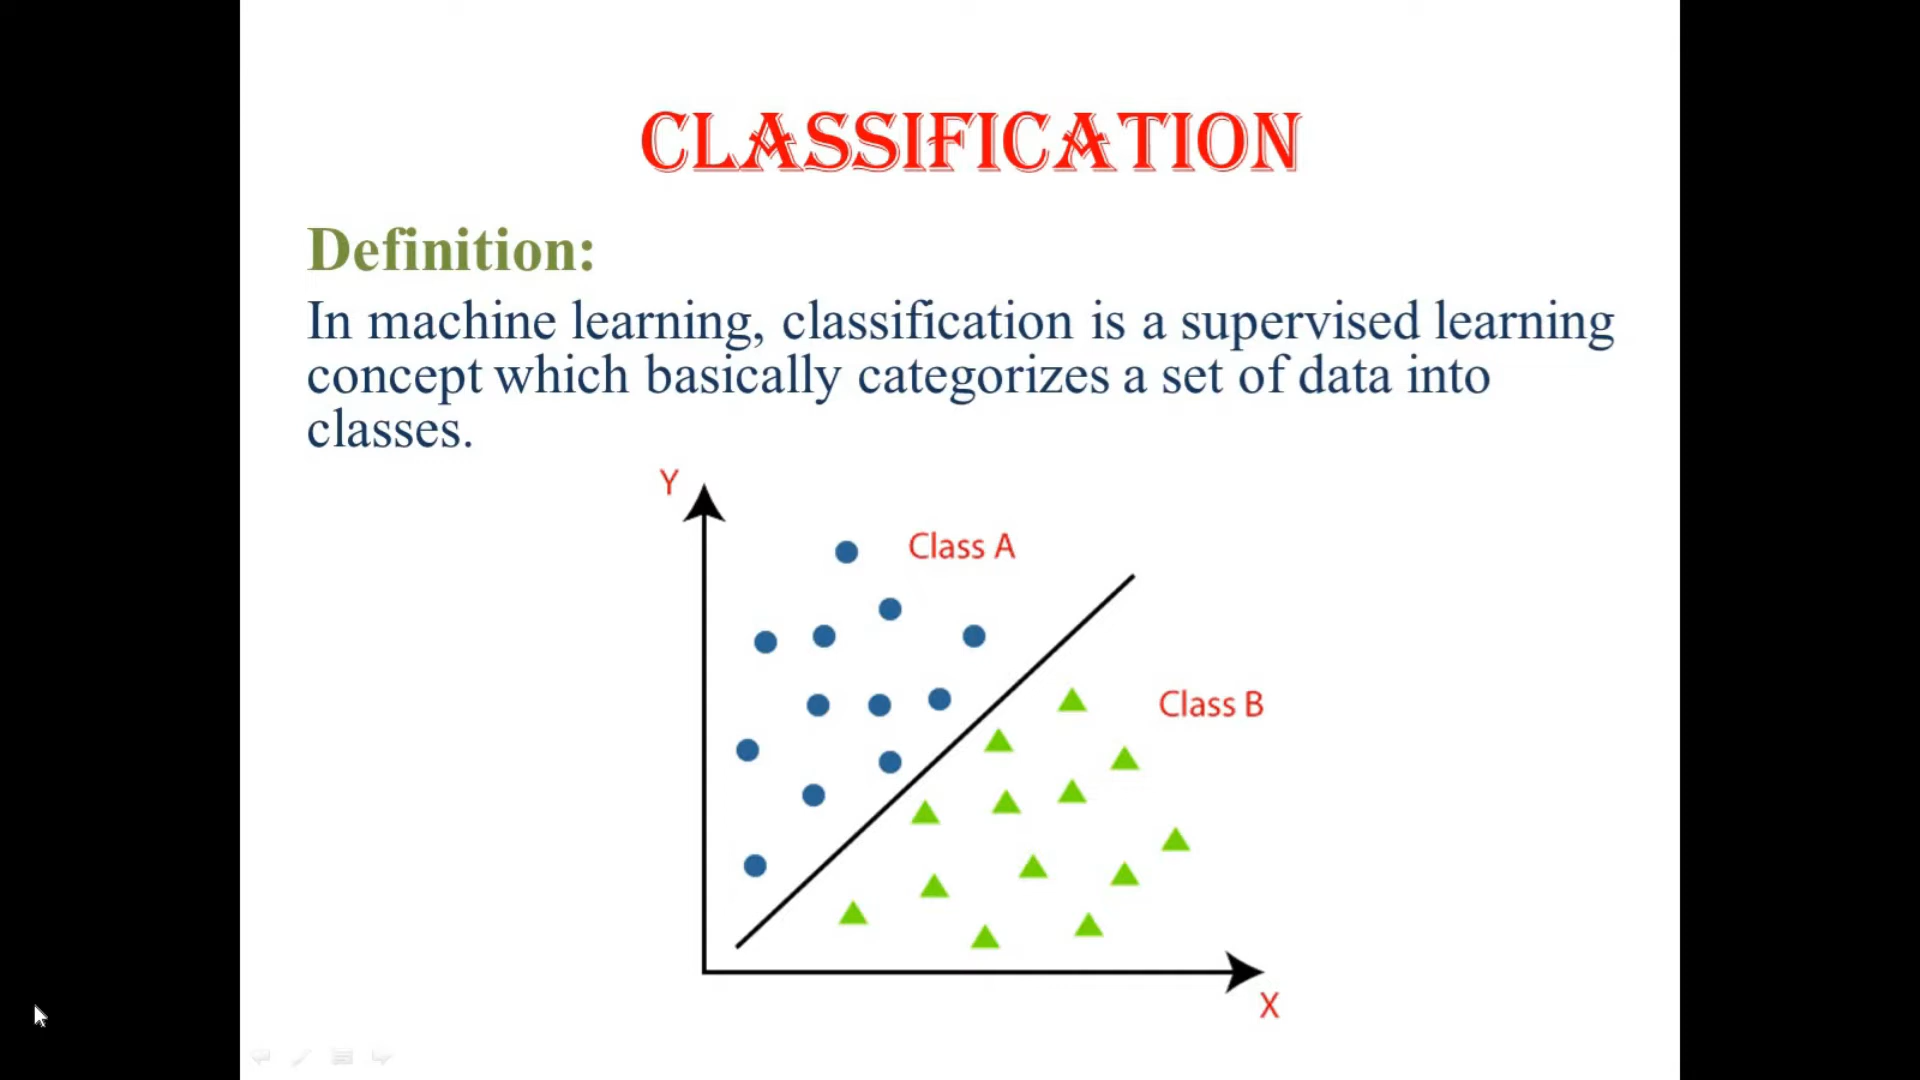 CLASSIFICATION
Definition:
In machine learning, classification is a supervised learning
concept which basically categorizes a set of data into
classes.
Y
Class A
Class B
X